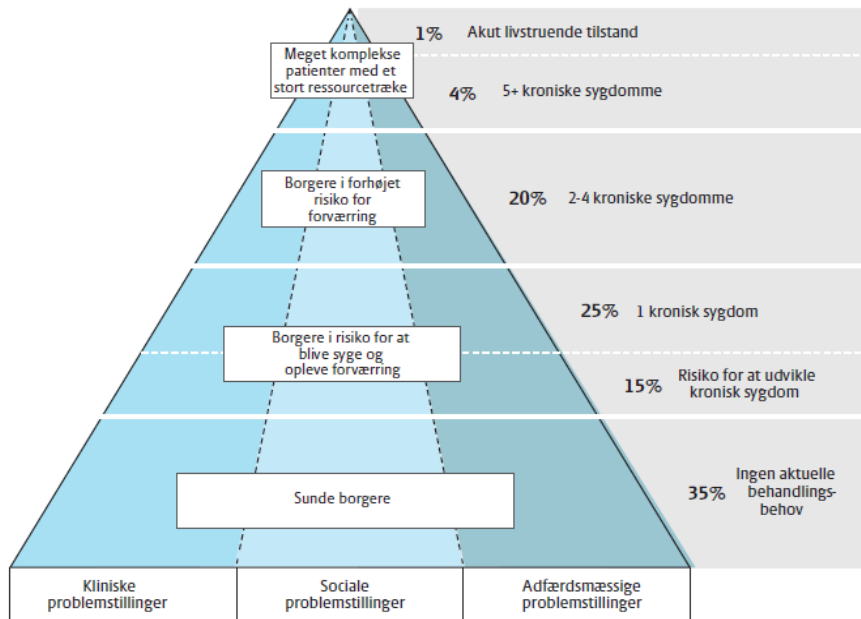 1% Akut livstruende tilstand
Meget komplekse
patienter med et
stort ressourcetræke
4% 5+ kroniske sygdomme
Borgere i forhøjet
risiko for
forværring
20% 2-4 kroniske sygdomme
25% 1 kronisk sygdom
Borgere i risiko for at
blive syge og
opleve forværring
15% Risiko for at udvikle
kronisk sygdom
Sunde borgere
35% Ingen aktuelle
behandlings-
behov
Kliniske
problemstillinger
Sociale
problemstillinger
Adfærdsmæssige
problemstillinger